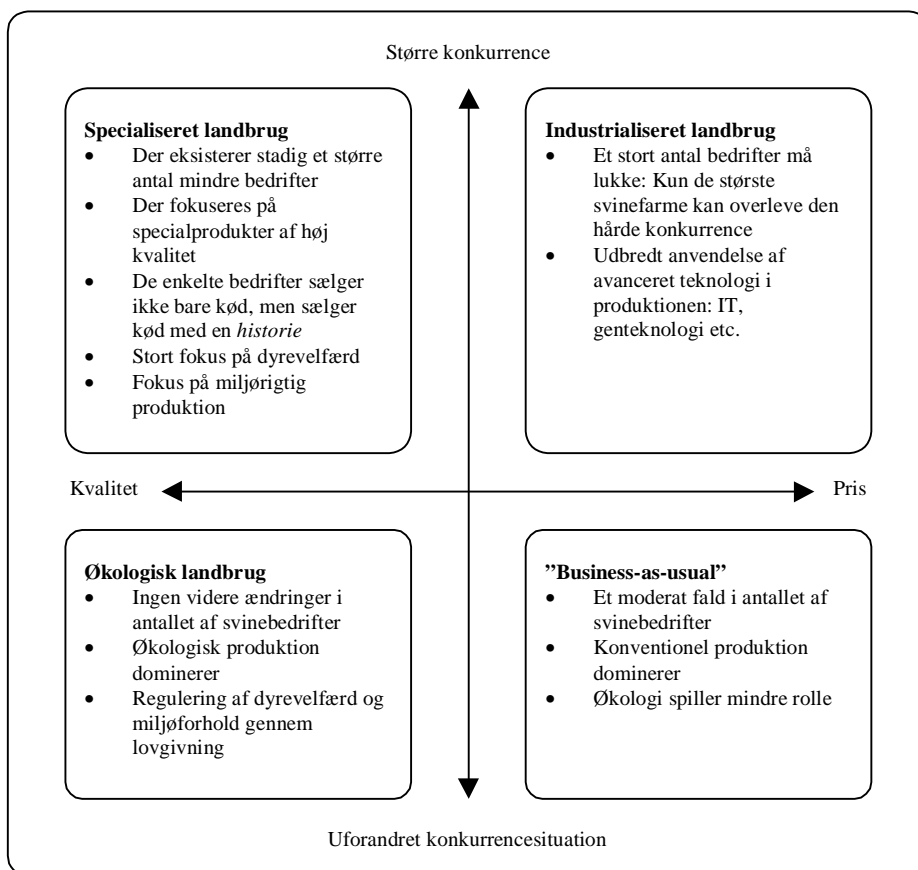 Større konkurrence
Specialiseret landbrug
• Der eksisterer stadig et større
antal mindre bedrifter
• Der fokuseres på
specialprodukter af høj
kvalitet
• De enkelte bedrifter sælger
ikke bare kød, men sælger
kød med en historie
• Stort fokus på dyrevelfærd
• Fokus på miljørigtig
produktion
Industrialiseret landbrug
• Et stort antal bedrifter må
lukke: Kun de største
svinefarme kan overleve den
hårde konkurrence
• Udbredt anvendelse af
avanceret teknologi i
produktionen: IT,
genteknologi etc.
Kvalitet
Pris
Økologisk landbrug
• Ingen videre ændringer i
antallet af svinebedrifter
• Økologisk produktion
dominerer
• Regulering af dyrevelfærd og
miljøforhold gennem
lovgivning
”Business-as-usual”
• Et moderat fald i antallet af
svinebedrifter
• Konventionel produktion
dominerer
• Økologi spiller mindre rolle
Uforandret konkurrencesituation